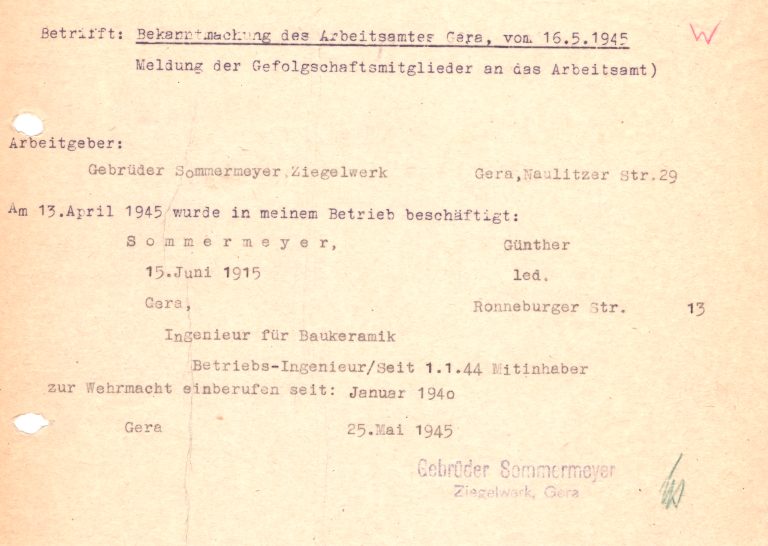 Betrifft: Bekanntmachung des Arbeitsamtes Gera, vom 16.5.1945
W
Meldung der Gefolgschaftsmitglieder an das Arbeitsamt)
Arbeitgeber:
Gebrüder Sommermeyer, Ziegelwerk Gera, Naulitzer Str.29
Am 13.April 1945 wurde in meinem Betrieb beschäftigt:
S o m m e r m e y e r, Günther
15.Juni 1915 led.
Gera, Ronneburger Str. 13
Ingenieur für Baukeramik
Betriebs-Ingenieur/Seit 1.1.44 Mitinhaber
zur Wehrmacht einberufen seit: Januar 1940
Gera 25.Mai 1945
Gebrüder Sommermeyer
Ziegelwerk, Gera